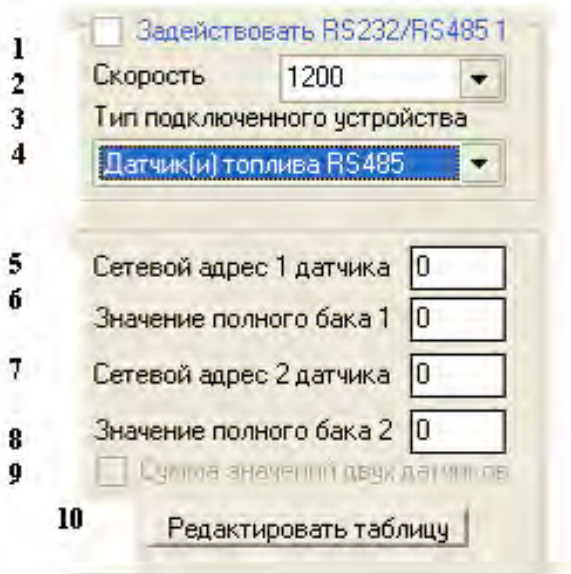 1 Задействовать RS232/RS485 1
2 Скорость 1200
3 Тип подключенного устройства
4 Датчик(и) топлива RS485
5 Сетевой адрес 1 датчика 0
6 Значение полного бака 1 0
7 Сетевой адрес 2 датчика 0
8 Значение полного бака 2 0
9 Сумма значений двух датчиков
10 Редактировать таблицу